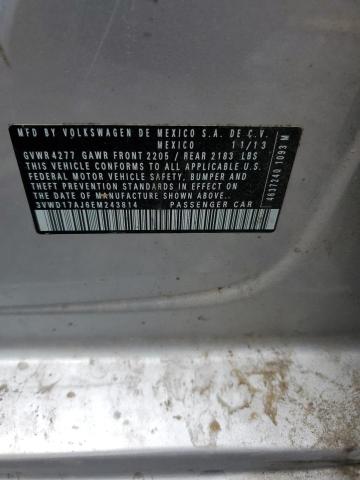 MFD BY VOLKSWAGEN DE MEXICO S.A. DE C.V.
MEXICO 11/13
GVWR 4277 GAWR FRONT 2205 / REAR 2183 LBS
THIS VEHICLE CONFORMS TO ALL APPLICABLE U.S.
FEDERAL MOTOR VEHICLE SAFETY, BUMPER AND
THEFT PREVENTION STANDARDS IN EFFECT ON
THE DATE OF MANUFACTURE SHOWN ABOVE.
3VWD17AJ6EM243814 PASSENGER CAR
4637240 1093 M